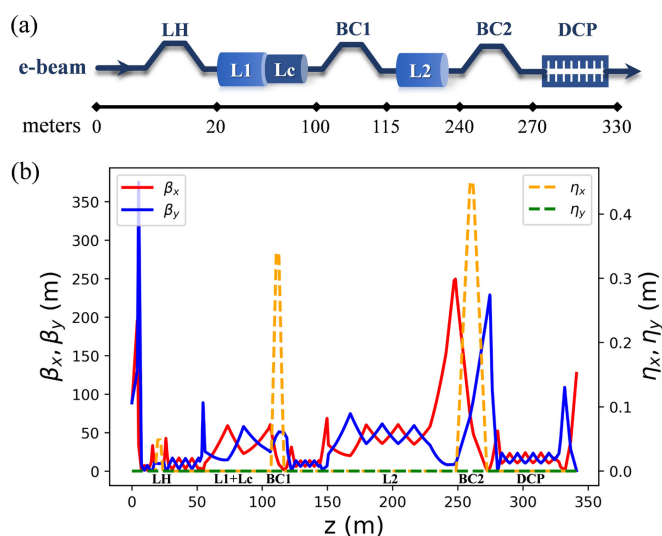 (a)
LH BC1 BC2 DCP
e-beam L1 Lc L2
meters
0 20 100 115 240 270 330
(b)
βx
βy
ηx
ηy
350
300
250
200
150
100
50
0
βx, βy (m)
0.4
0.3
0.2
0.1
0.0
ηx, ηy (m)
LH L1+Lc BC1 L2 BC2 DCP
0 50 100 150 200 250 300 350
z (m)